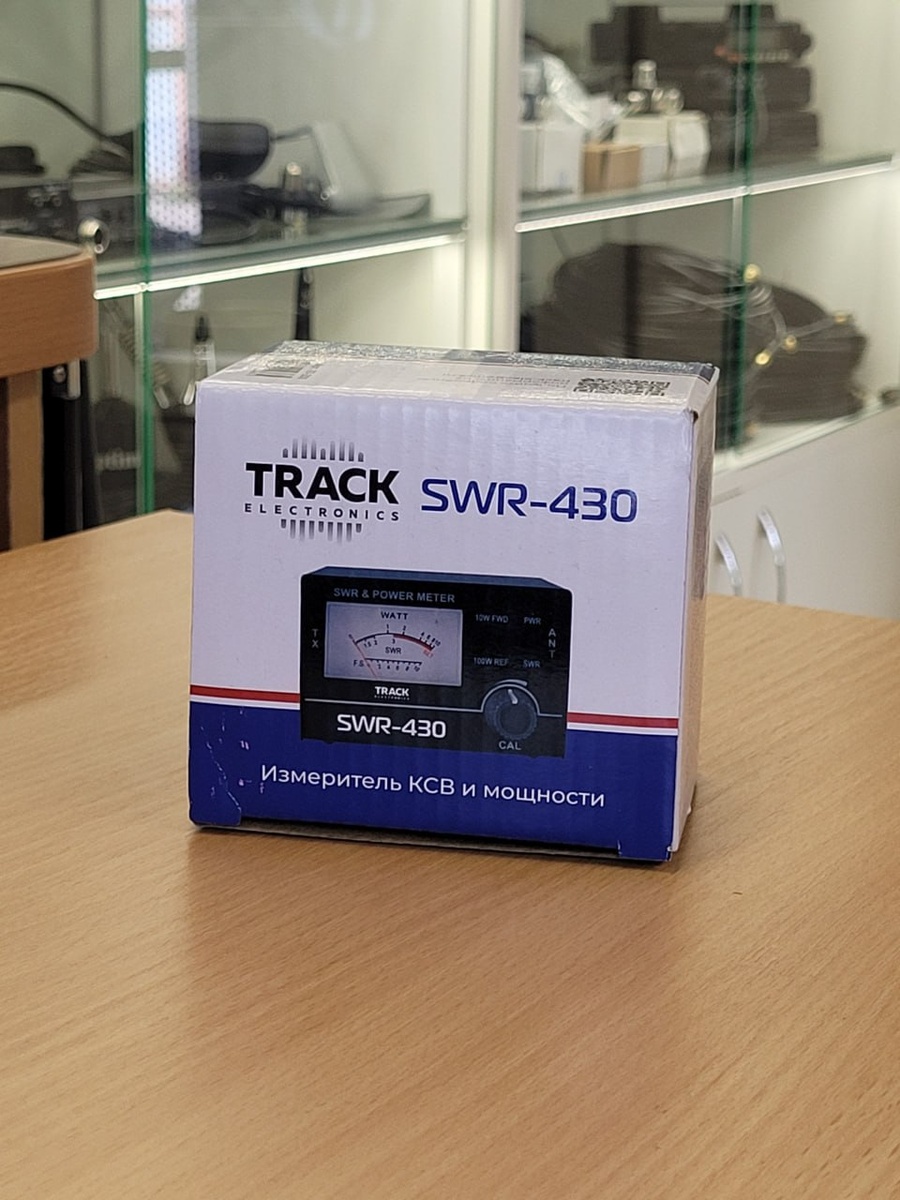 TRACK
ELECTRONICS
SWR-430
SWR & POWER METER
WATT
SWR
F.S.
TX
10W FWD
PWR
ANT
100W REF
SWR
TRACK
SWR-430
CAL
Измеритель КСВ и мощности